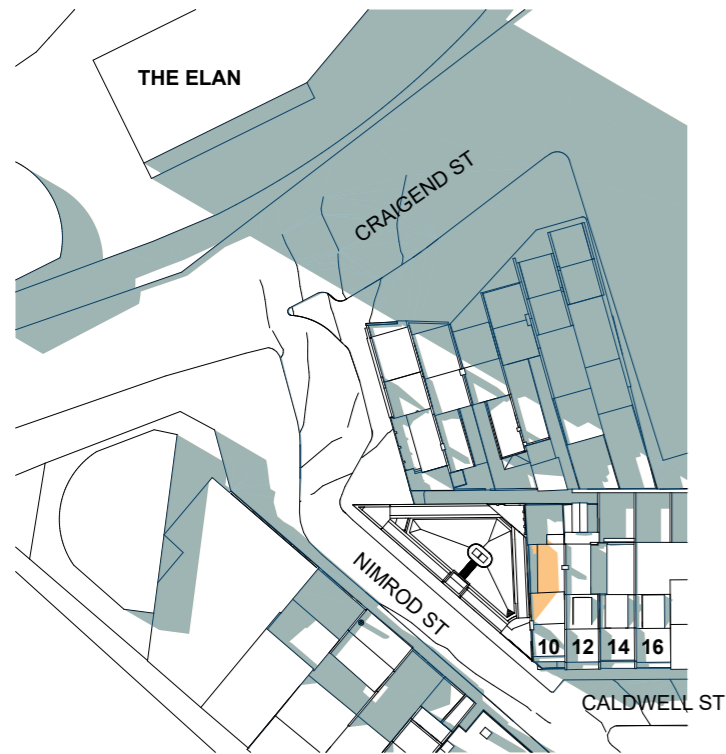 THE ELAN
CRAIGEND ST
NIMROD ST
10 12 14 16
CALDWELL ST